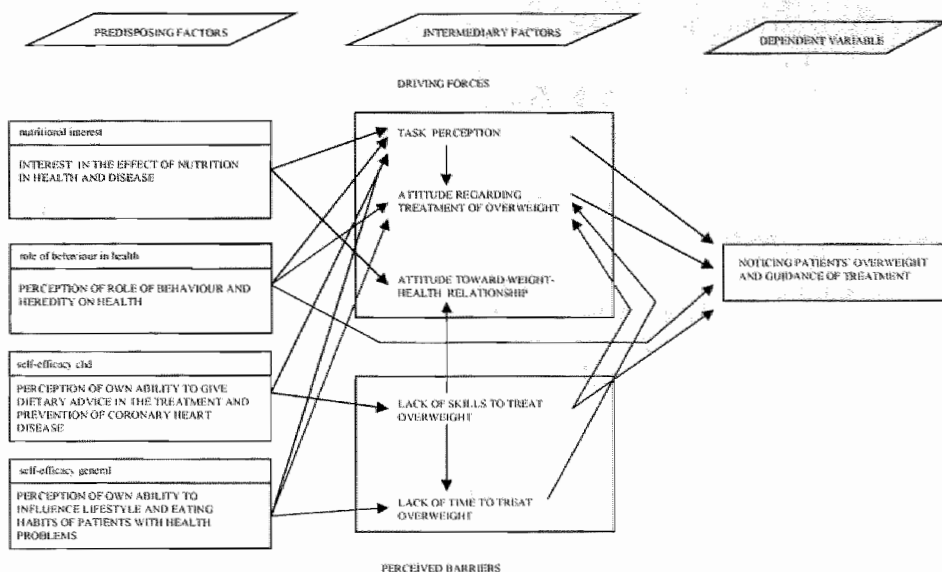 PREDISPOSING FACTORS
INTERMEDIARY FACTORS
DEPENDENT VARIABLE
DRIVING FORCES
nutritional interest
INTEREST IN THE EFFECT OF NUTRITION
IN HEALTH AND DISEASE
role of behaviour in health
PERCEPTION OF ROLE OF BEHAVIOUR AND
HEREDITY ON HEALTH
self-efficacy chd
PERCEPTION OF OWN ABILITY TO GIVE
DIETARY ADVICE IN THE TREATMENT AND
PREVENTION OF CORONARY HEART
DISEASE
self-efficacy general
PERCEPTION OF OWN ABILITY TO
INFLUENCE LIFESTYLE AND EATING
HABITS OF PATIENTS WITH HEALTH
PROBLEMS
TASK PERCEPTION
ATTITUDE REGARDING
TREATMENT OF OVERWEIGHT
ATTITUDE TOWARD-WEIGHT-
HEALTH RELATIONSHIP
LACK OF SKILLS TO TREAT
OVERWEIGHT
LACK OF TIME TO TREAT
OVERWEIGHT
NOTICING PATIENTS' OVERWEIGHT
AND GUIDANCE OF TREATMENT
PERCEIVED BARRIERS